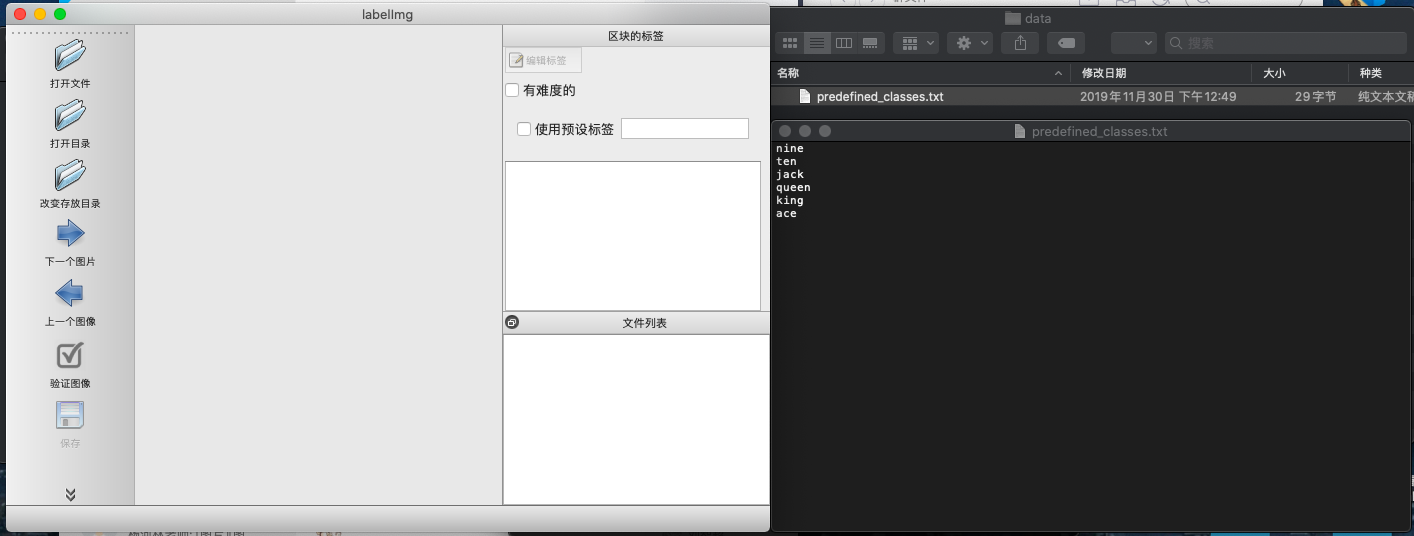 labelImg
打开文件
打开目录
改变存放目录
下一个图片
上一个图像
验证图像
保存
区块的标签
编辑标签
有难度的
使用预设标签
文件列表
data
搜索
名称 修改日期 大小 种类
predefined_classes.txt 2019年11月30日 下午12:49 29字节 纯文本文稿
predefined_classes.txt
nine
ten
jack
queen
king
ace